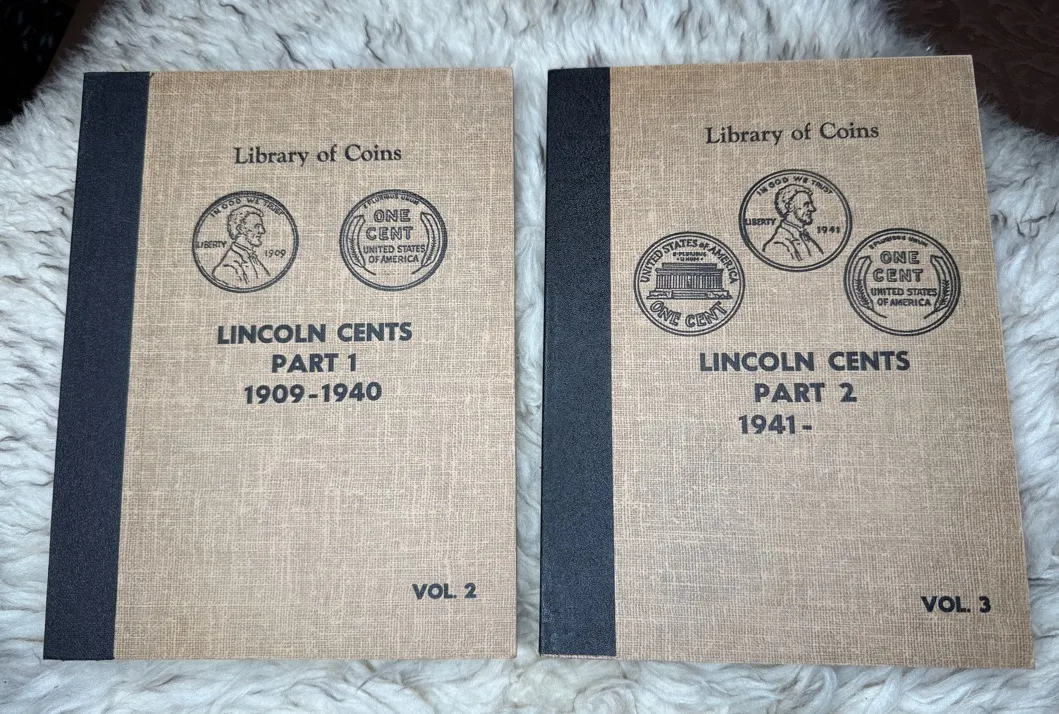 Library of Coins
IN GOD WE TRUST
LIBERTY
1909
E PLURIBUS UNUM
ONE
CENT
UNITED STATES
OF AMERICA
LINCOLN CENTS
PART 1
1909-1940
VOL. 2
Library of Coins
IN GOD WE TRUST
LIBERTY
1941
UNITED STATES OF AMERICA
E PLURIBUS
UNUM
ONE CENT
E PLURIBUS UNUM
ONE
CENT
UNITED STATES
OF AMERICA
LINCOLN CENTS
PART 2
1941-
VOL. 3